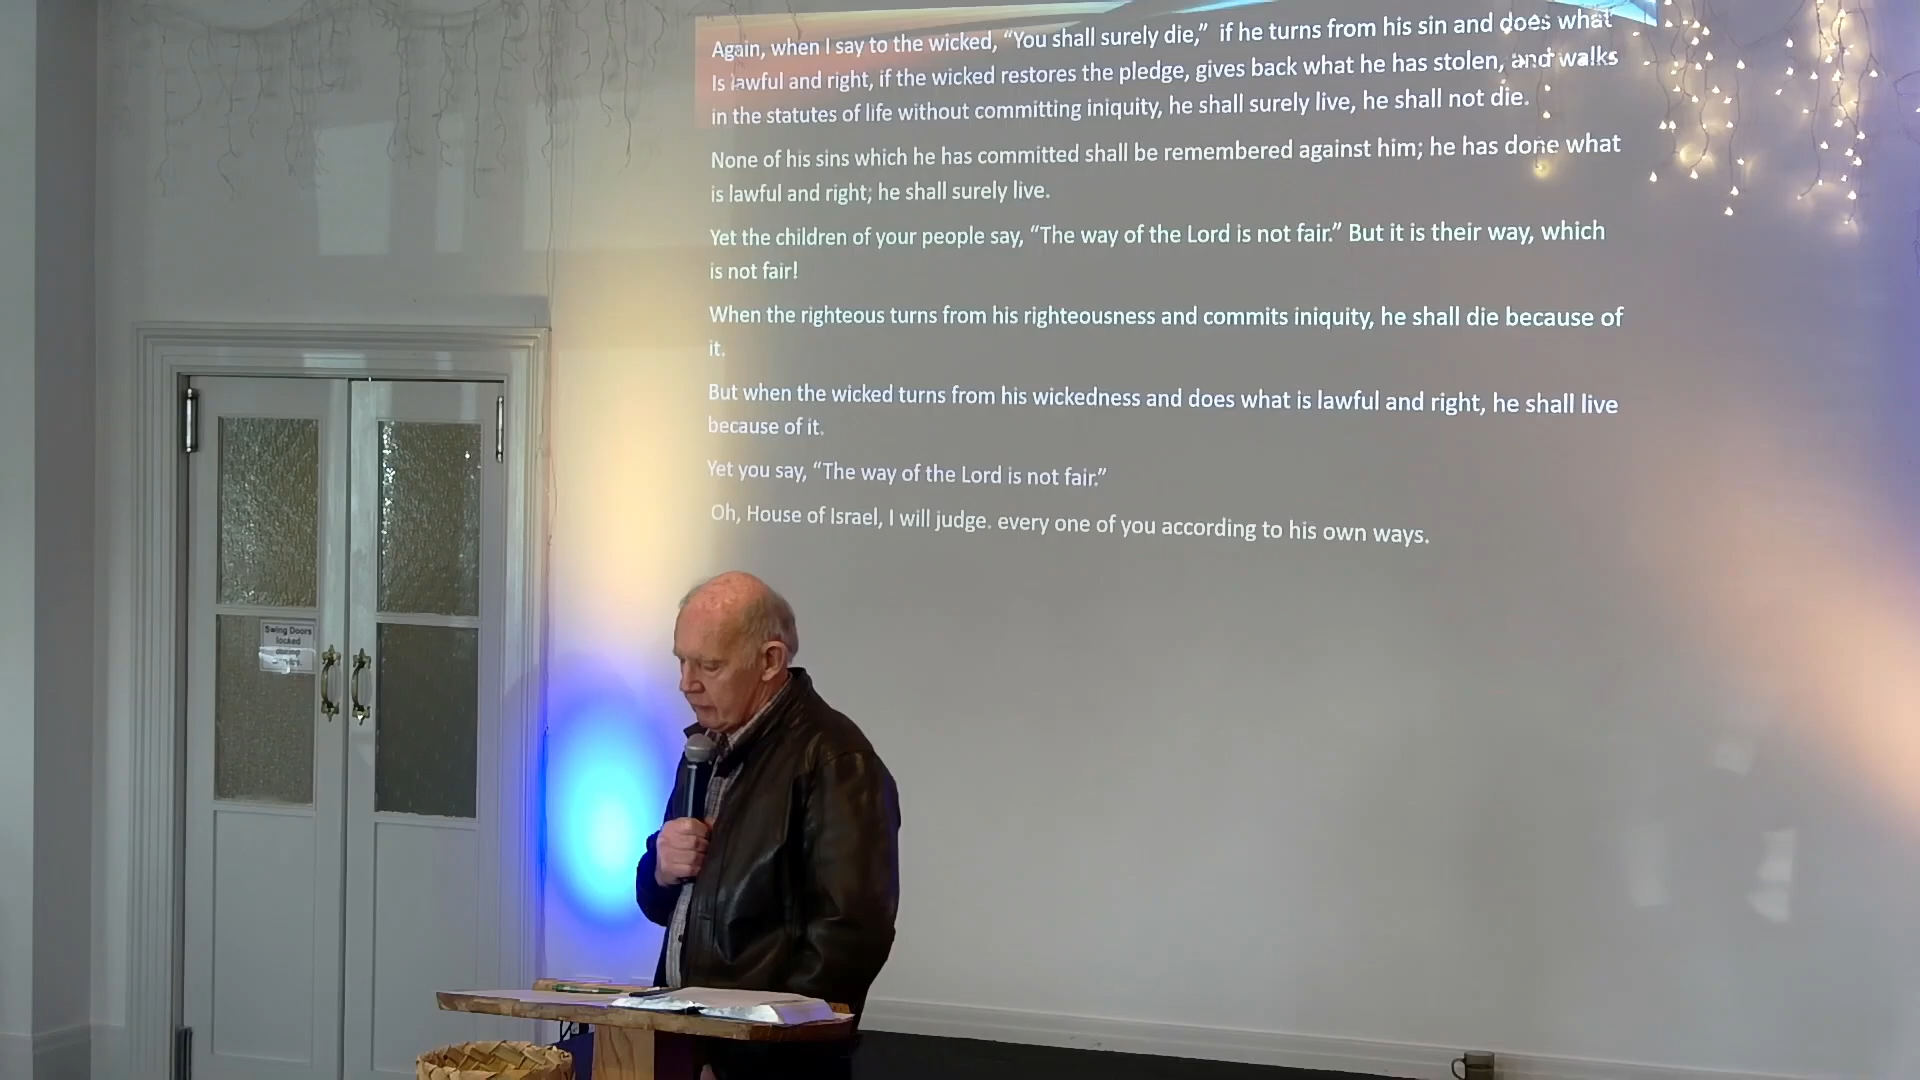 Again, when I say to the wicked, “You shall surely die,” if he turns from his sin and does what
Is lawful and right, if the wicked restores the pledge, gives back what he has stolen, and walks
in the statutes of life without committing iniquity, he shall surely live, he shall not die.
None of his sins which he has committed shall be remembered against him; he has done what
is lawful and right; he shall surely live.
Yet the children of your people say, “The way of the Lord is not fair.” But it is their way, which
is not fair!
When the righteous turns from his righteousness and commits iniquity, he shall die because of
it.
But when the wicked turns from his wickedness and does what is lawful and right, he shall live
because of it.
Yet you say, “The way of the Lord is not fair.”
Oh, House of Israel, I will judge. every one of you according to his own ways.
Swing Doors
locked